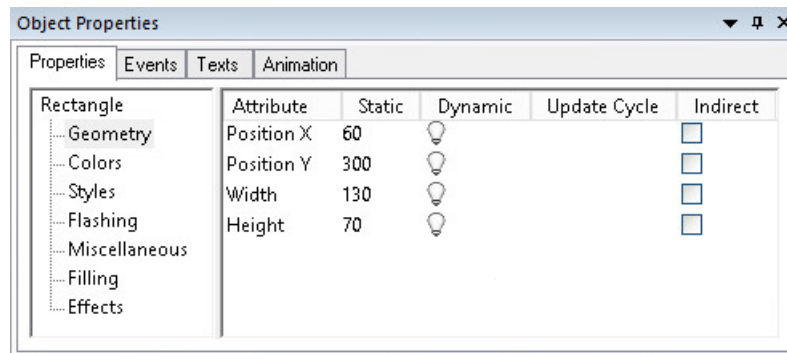 Object Properties
Properties Events Texts Animation
Rectangle
Geometry
Colors
Styles
Flashing
Miscellaneous
Filling
Effects
Attribute Static Dynamic Update Cycle Indirect
Position X 60
Position Y 300
Width 130
Height 70